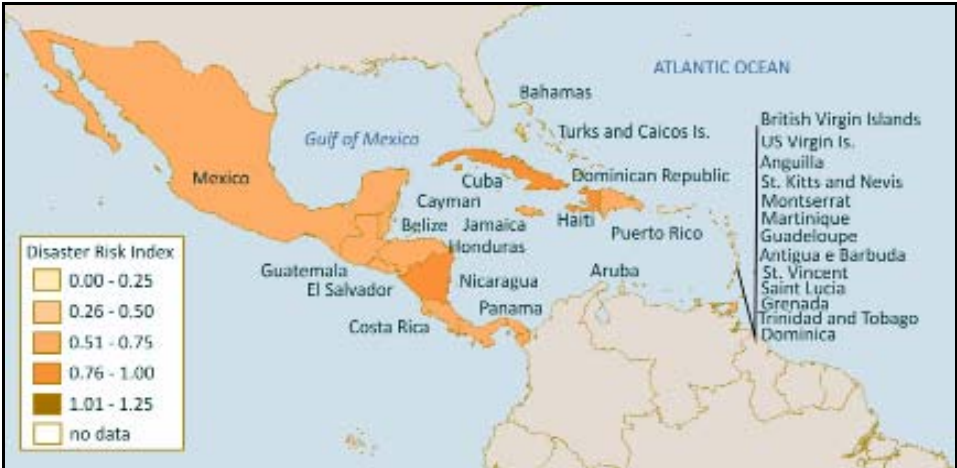 ATLANTIC OCEAN
Bahamas
Gulf of Mexico
Turks and Caicos Is.
Mexico
Cuba
Dominican Republic
Cayman
Belize
Jamaica
Haiti
Puerto Rico
Honduras
Guatemala
Nicaragua
Aruba
El Salvador
Panama
Costa Rica
British Virgin Islands
US Virgin Is.
Anguilla
St. Kitts and Nevis
Montserrat
Martinique
Guadeloupe
Antigua e Barbuda
St. Vincent
Saint Lucia
Grenada
Trinidad and Tobago
Dominica
Disaster Risk Index
0.00 - 0.25
0.26 - 0.50
0.51 - 0.75
0.76 - 1.00
1.01 - 1.25
no data